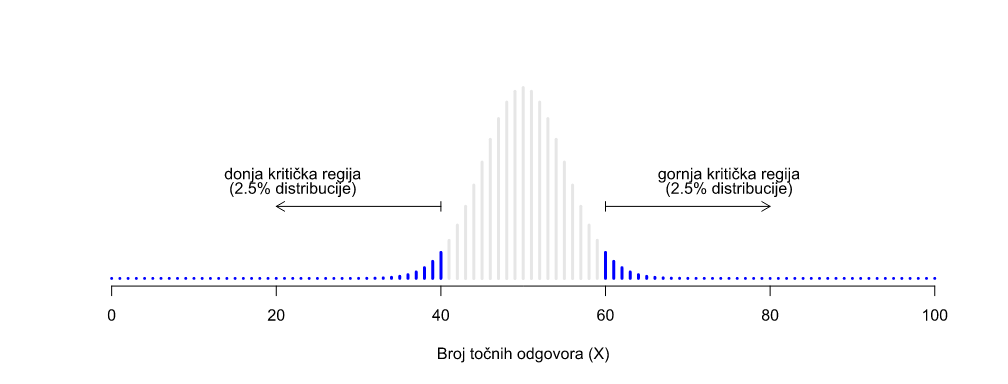 donja kritička regija
(2.5% distribucije)
gornja kritička regija
(2.5% distribucije)
0 20 40 60 80 100
Broj točnih odgovora (X)